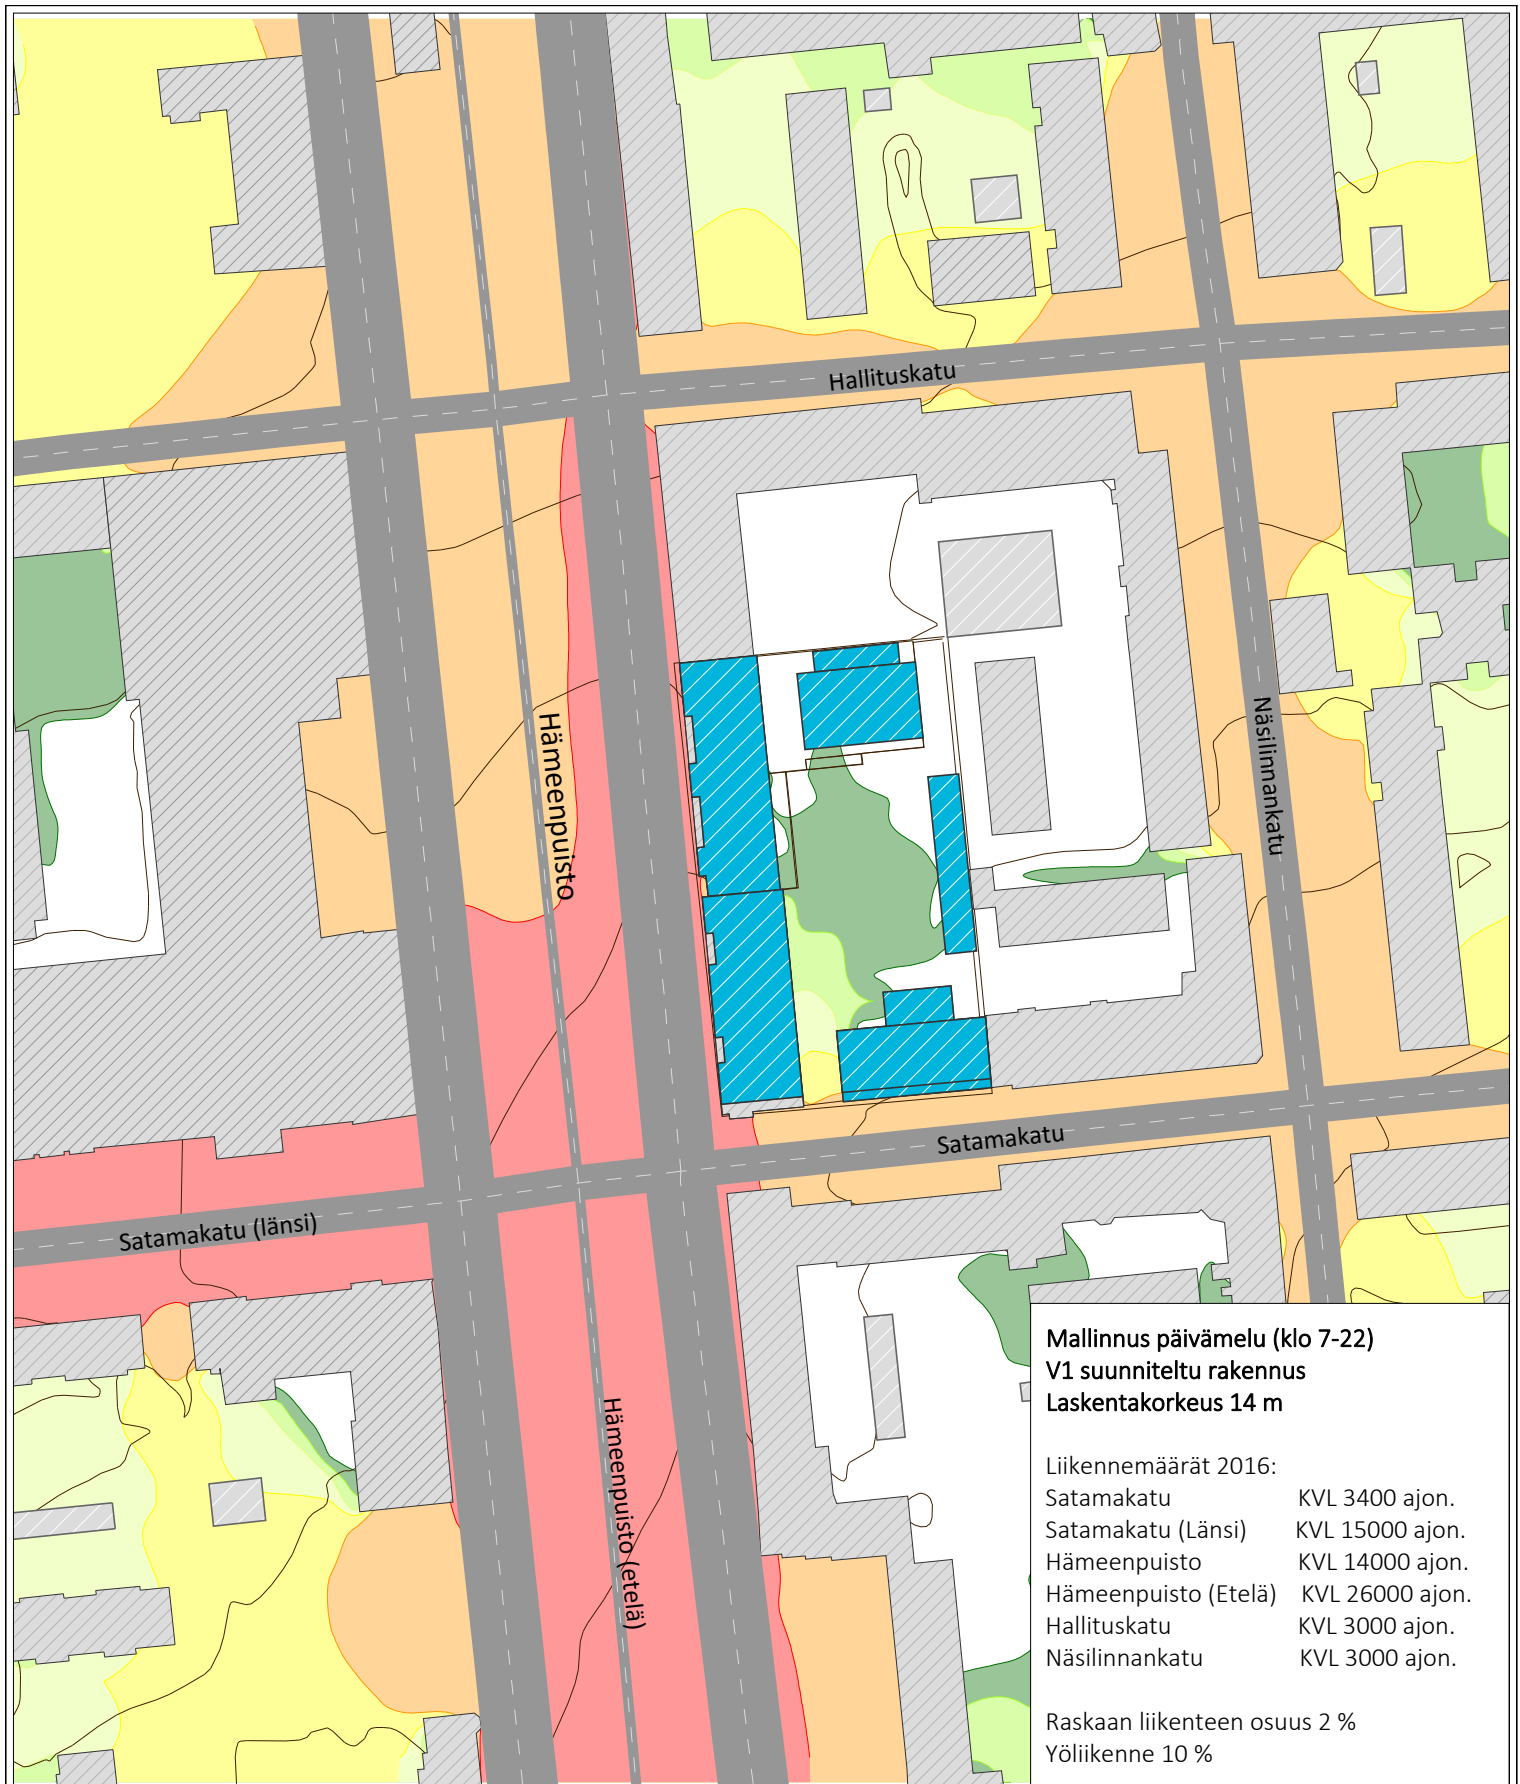 Hallituskatu
Hämeenpuisto
Näsilinnankatu
Satamakatu
Satamakatu (länsi)
Hämeenpuisto (etelä)
Mallinnus päivämelu (klo 7-22)
V1 suunniteltu rakennus
Laskentakorkeus 14 m
Liikennemäärät 2016:
Satamakatu KVL 3400 ajon.
Satamakatu (Länsi) KVL 15000 ajon.
Hämeenpuisto KVL 14000 ajon.
Hämeenpuisto (Etelä) KVL 26000 ajon.
Hallituskatu KVL 3000 ajon.
Näsilinnankatu KVL 3000 ajon.
Raskaan liikenteen osuus 2 %
Yöliikenne 10 %